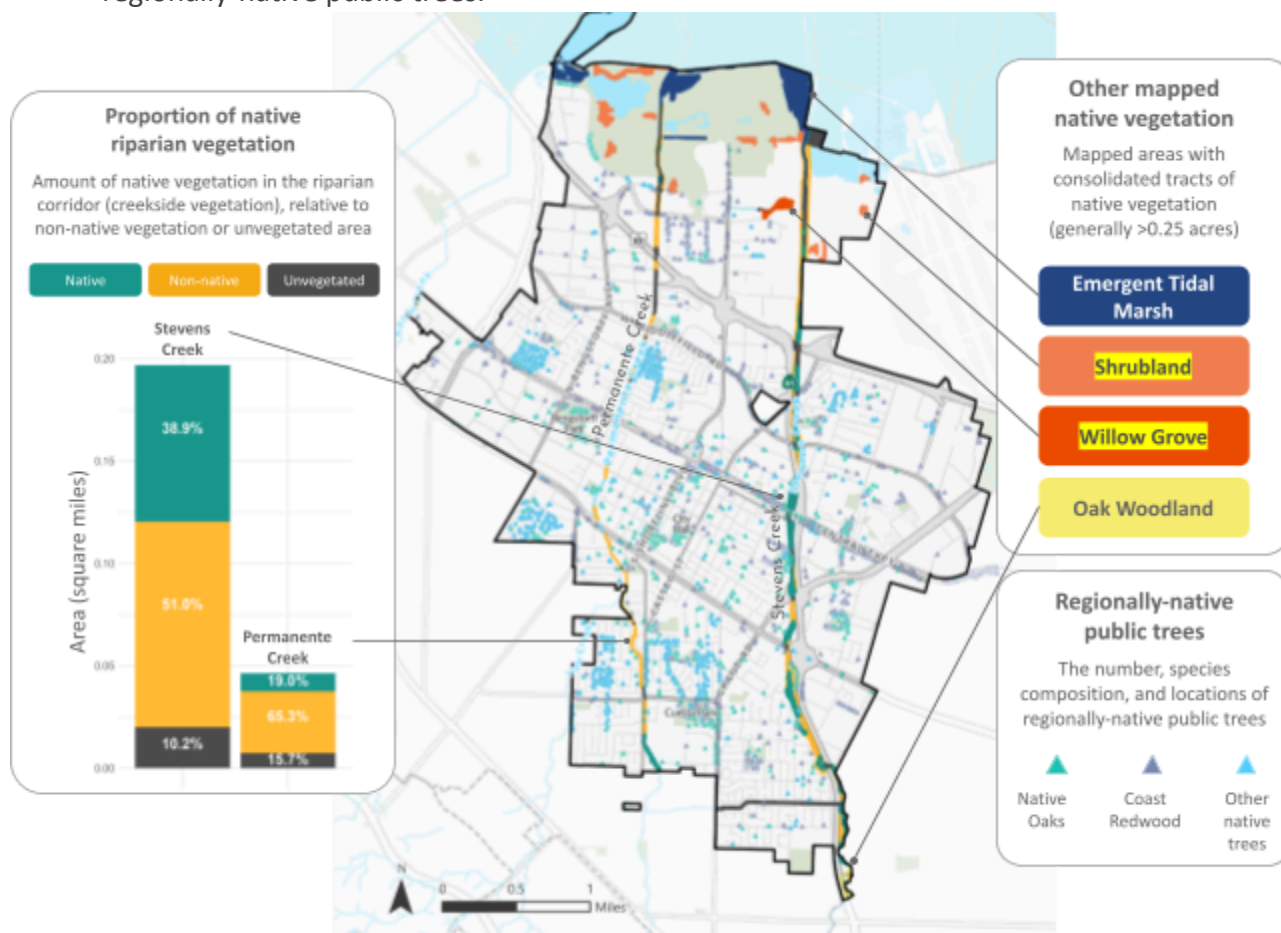 regionally-native public trees.
Proportion of native
riparian vegetation
Amount of native vegetation in the riparian
corridor (creekside vegetation), relative to
non-native vegetation or unvegetated area
Native
Non-native
Unvegetated
Stevens
Creek
0.20
0.15
0.10
0.05
0.00
Area (square miles)
38.9%
51.0%
10.2%
Permanente
Creek
19.0%
65.3%
15.7%
Permanente Creek
Stevens Creek
N
0
0.5
1
Miles
Other mapped
native vegetation
Mapped areas with
consolidated tracts of
native vegetation
(generally >0.25 acres)
Emergent Tidal
Marsh
Shrubland
Willow Grove
Oak Woodland
Regionally-native
public trees
The number, species
composition, and locations of
regionally-native public trees
Native
Oaks
Coast
Redwood
Other
native
trees